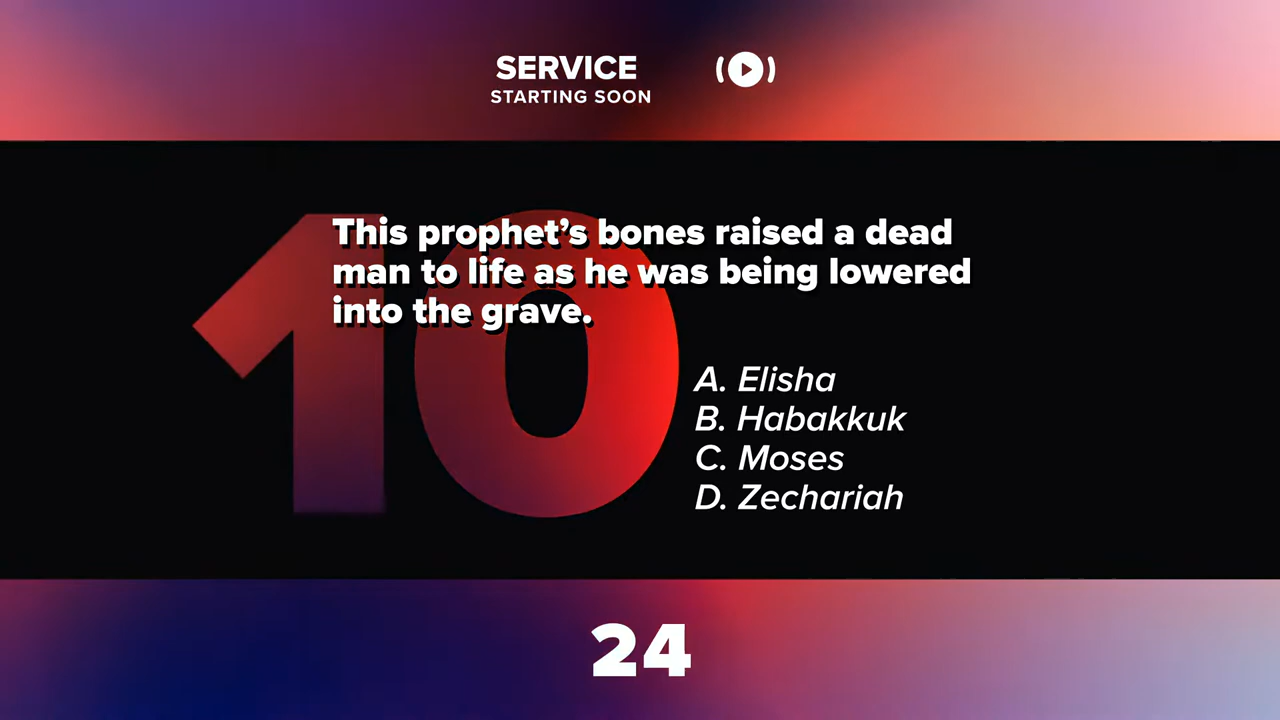 SERVICE
STARTING SOON
10
This prophet's bones raised a dead
man to life as he was being lowered
into the grave.
A. Elisha
B. Habakkuk
C. Moses
D. Zechariah
24